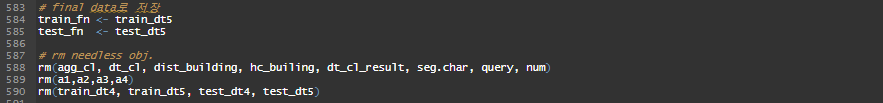 583 # final data로 저장
584 train_fn <- train_dt5
585 test_fn  <- test_dt5
586
587 # rm needless obj.
588 rm(agg_cl, dt_cl, dist_building, hc_builing, dt_cl_result, seg.char, query, num)
589 rm(a1,a2,a3,a4)
590 rm(train_dt4, train_dt5, test_dt4, test_dt5)